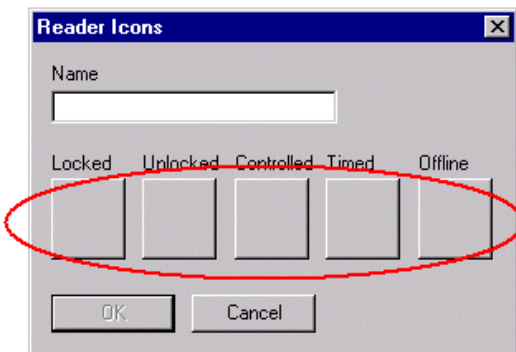 Reader Icons
Name
Locked Unlocked Controlled Timed Offline
OK Cancel